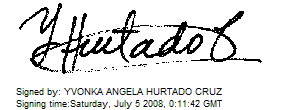 YHurtado C
Signed by: YVONKA ANGELA HURTADO CRUZ
Signing time:Saturday, July 5 2008, 0:11:42 GMT